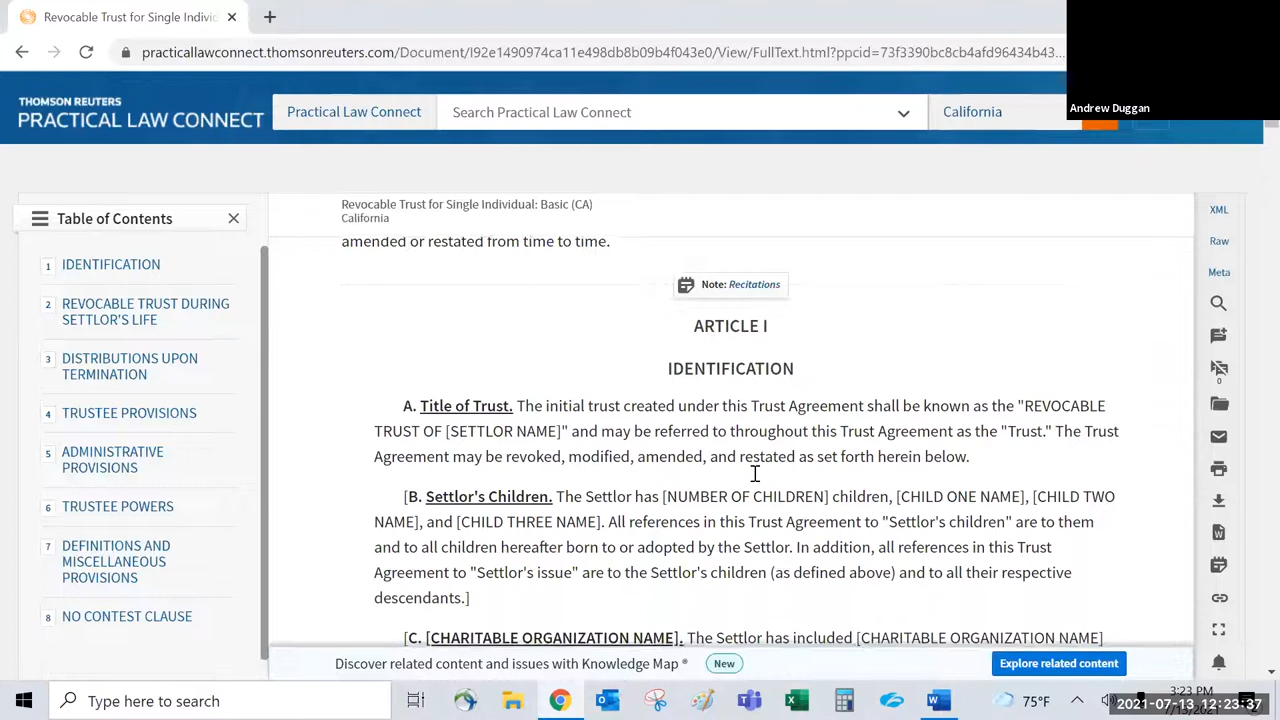 Revocable Trust for Single Indivi
practicallawconnect.thomsonreuters.com/Document/I92e1490974ca11e498db8b09b4f043e0/View/FullText.html?ppcid=73f3390bc8cb4afd96434b43...
Andrew Duggan
THOMSON REUTERS
PRACTICAL LAW CONNECT
Practical Law Connect
Search Practical Law Connect
California
Table of Contents
1 IDENTIFICATION
2 REVOCABLE TRUST DURING
SETTLOR'S LIFE
3 DISTRIBUTIONS UPON
TERMINATION
4 TRUSTEE PROVISIONS
5 ADMINISTRATIVE
PROVISIONS
6 TRUSTEE POWERS
7 DEFINITIONS AND
MISCELLANEOUS
PROVISIONS
8 NO CONTEST CLAUSE
Revocable Trust for Single Individual: Basic (CA)
California
amended or restated from time to time.
Note: Recitations
ARTICLE I
IDENTIFICATION
A. Title of Trust. The initial trust created under this Trust Agreement shall be known as the "REVOCABLE
TRUST OF [SETTLOR NAME]" and may be referred to throughout this Trust Agreement as the "Trust." The Trust
Agreement may be revoked, modified, amended, and restated as set forth herein below.
[B. Settlor's Children. The Settlor has [NUMBER OF CHILDREN] children, [CHILD ONE NAME], [CHILD TWO
NAME], and [CHILD THREE NAME]. All references in this Trust Agreement to "Settlor's children" are to them
and to all children hereafter born to or adopted by the Settlor. In addition, all references in this Trust
Agreement to "Settlor's issue" are to the Settlor's children (as defined above) and to all their respective
descendants.]
[C. [CHARITABLE ORGANIZATION NAME]. The Settlor has included [CHARITABLE ORGANIZATION NAME]
XML
Raw
Meta
0
Discover related content and issues with Knowledge Map ®
New
Explore related content
Type here to search
75°F
3:23 PM
2021-07-13 12:23:37